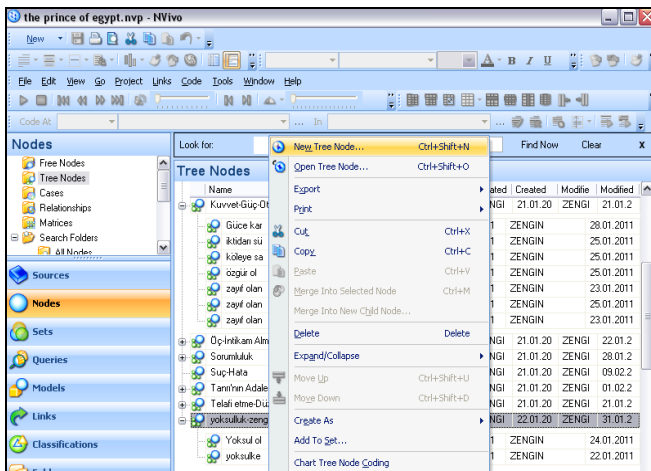 the prince of egypt.nvp - NVivo
New
A B I U
File Edit View Go Project Links Code Tools Window Help
Code At ... In ...
Nodes
Look for: Find Now Clear x
Free Nodes
Tree Nodes
Cases
Relationships
Matrices
Search Folders
All Nodes
Sources
Nodes
Sets
Queries
Models
Links
Classifications
Tree Nodes
Name Created Modifie Modified
Kuvvet-Güç-Ot NGI 21.01.20 ZENGI 21.01.2
Güce kar ZENGIN 28.01.2011
iktidarı sü ZENGIN 25.01.2011
köleye sa ZENGIN 25.01.2011
özgür ol ZENGIN 25.01.2011
zayıf olan ZENGIN 23.01.2011
zayıf olan ZENGIN 25.01.2011
zayıf olan ZENGIN 23.01.2011
Öç-İntikam Alm NGI 21.01.20 ZENGI 22.01.2
Sorumluluk NGI 21.01.20 ZENGI 28.01.2
Suç-Hata NGI 21.01.20 ZENGI 09.02.2
Tanrı'nın Adale NGI 21.01.20 ZENGI 01.02.2
Telafi etme-Dü NGI 21.01.20 ZENGI 21.01.2
yoksulluk-zeng NGI 22.01.20 ZENGI 31.01.2
Yoksul ol ZENGIN 24.01.2011
yoksulke ZENGIN 22.01.2011
New Tree Node... Ctrl+Shift+N
Open Tree Node... Ctrl+Shift+O
Export
Print
Cut Ctrl+X
Copy Ctrl+C
Paste Ctrl+V
Merge Into Selected Node Ctrl+M
Merge Into New Child Node...
Delete Delete
Expand/Collapse
Move Up Ctrl+Shift+U
Move Down Ctrl+Shift+D
Create As
Add To Set...
Chart Tree Node Coding